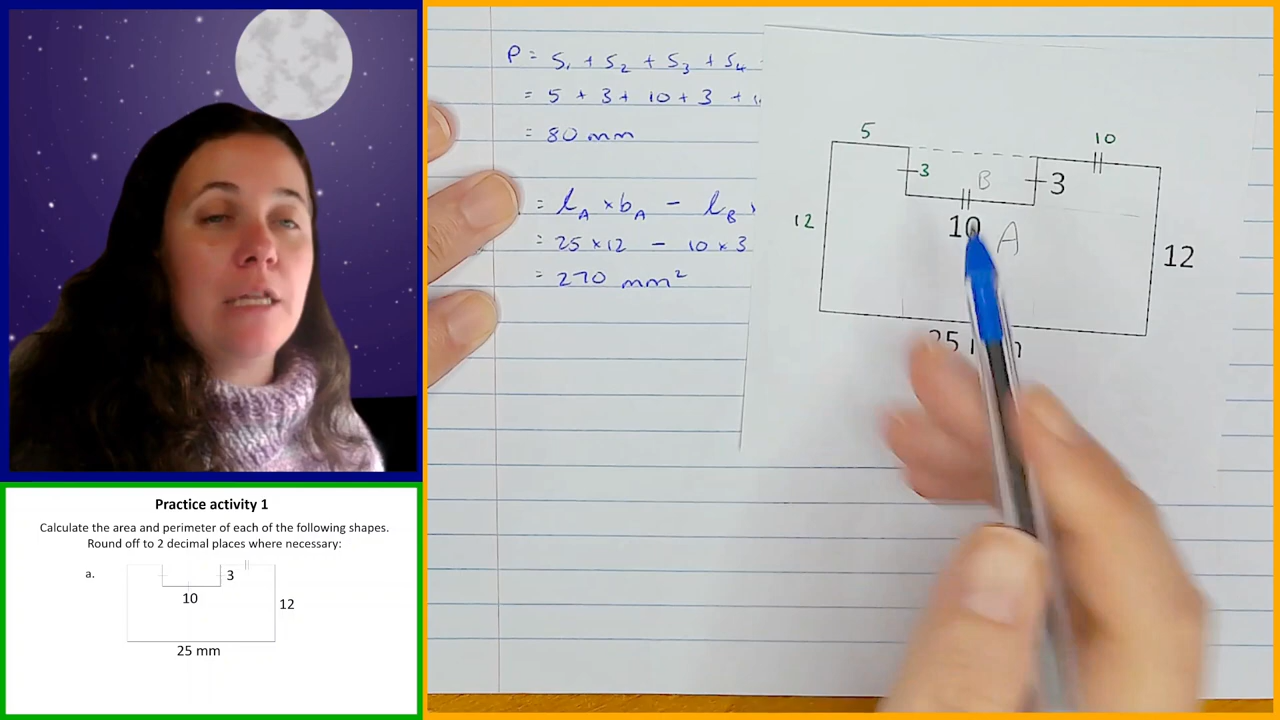 P = S₁ + S₂ + S₃ + S₄
= 5 + 3 + 10 + 3 +
= 80 mm
= l_A × b_A - l_B
= 25 × 12 - 10 × 3
= 270 mm²
5
10
3
B
3
12
10
A
12
25
Practice activity 1
Calculate the area and perimeter of each of the following shapes.
Round off to 2 decimal places where necessary:
a.
3
10
12
25 mm